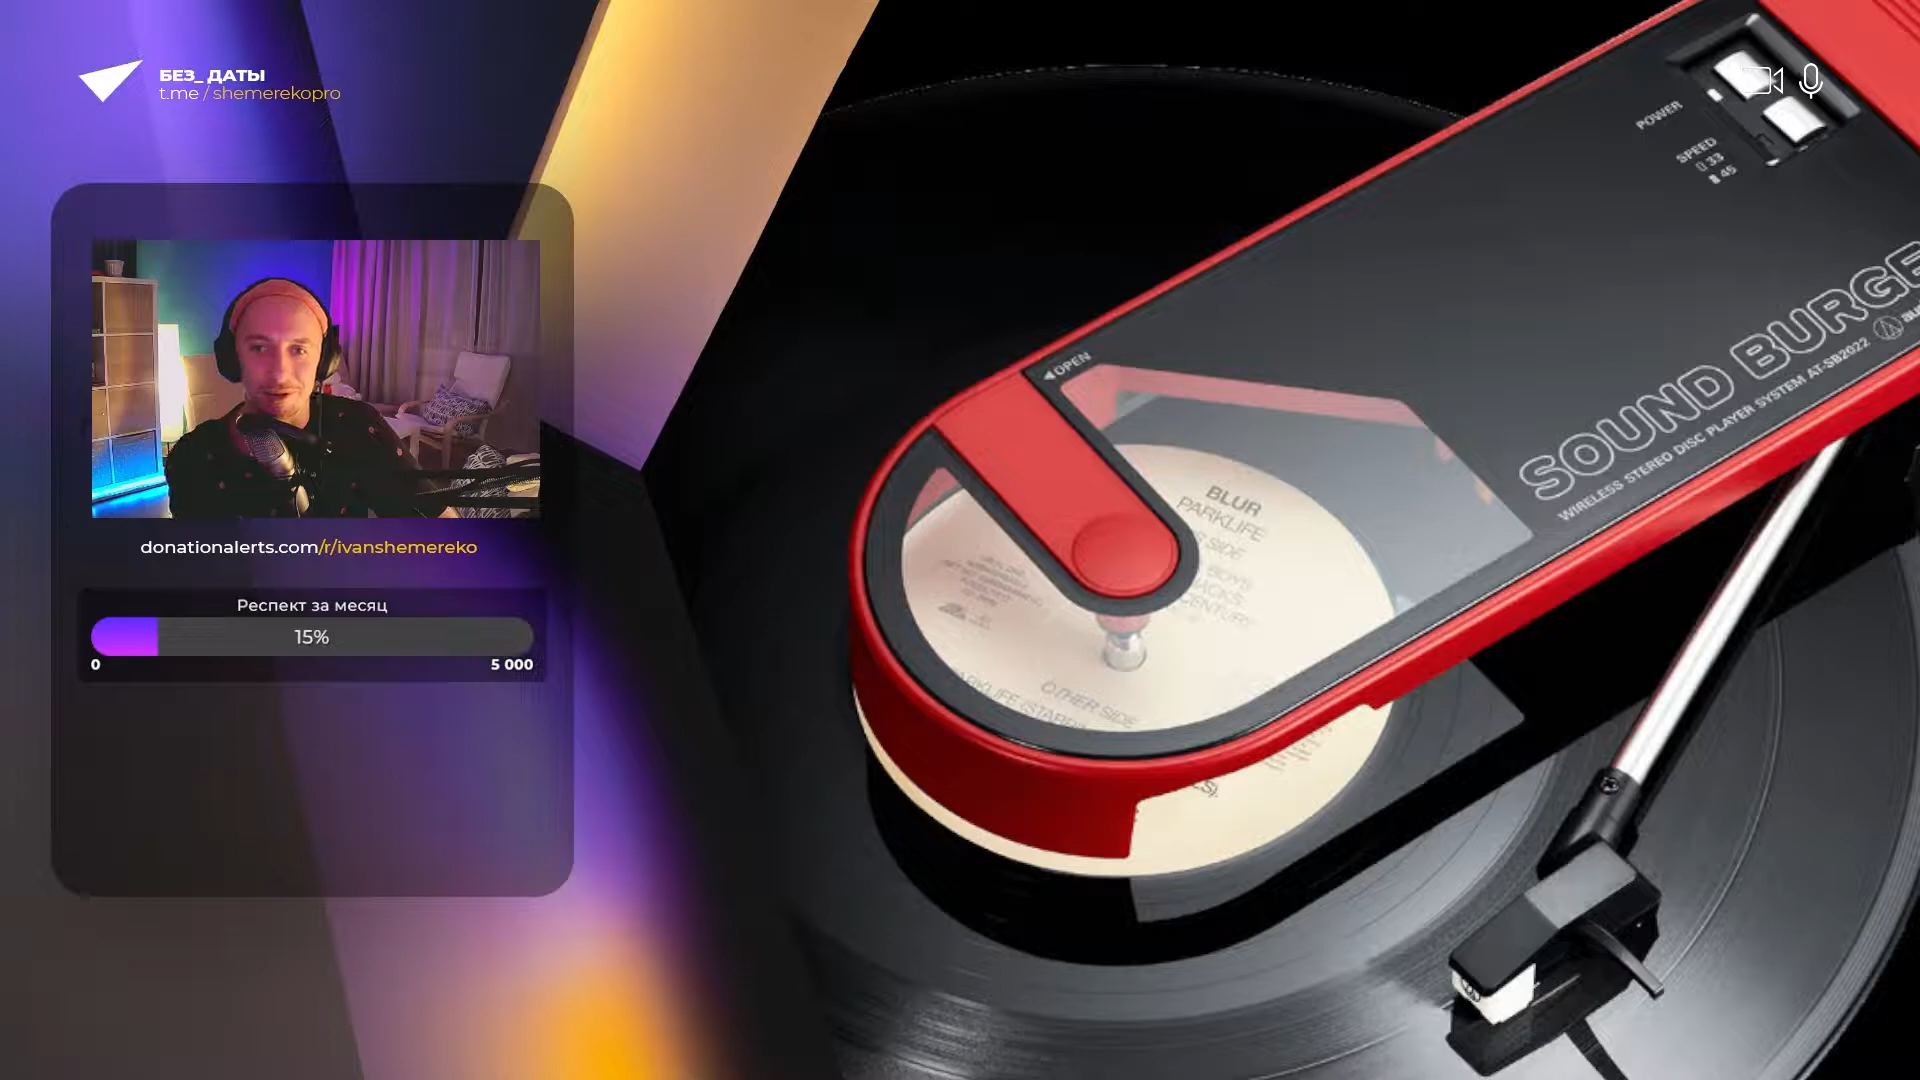 БЕЗ_ДАТЫ
t.me/shemerekopro
donationalerts.com/r/ivanshemereko
Респект за месяц
15%
0 5 000
POWER
SPEED
33
45
◀OPEN
SOUND BURGE
WIRELESS STEREO DISC PLAYER SYSTEM AT-SB2022
BLUR
PARKLIFE
SIDE
OTHER SIDE